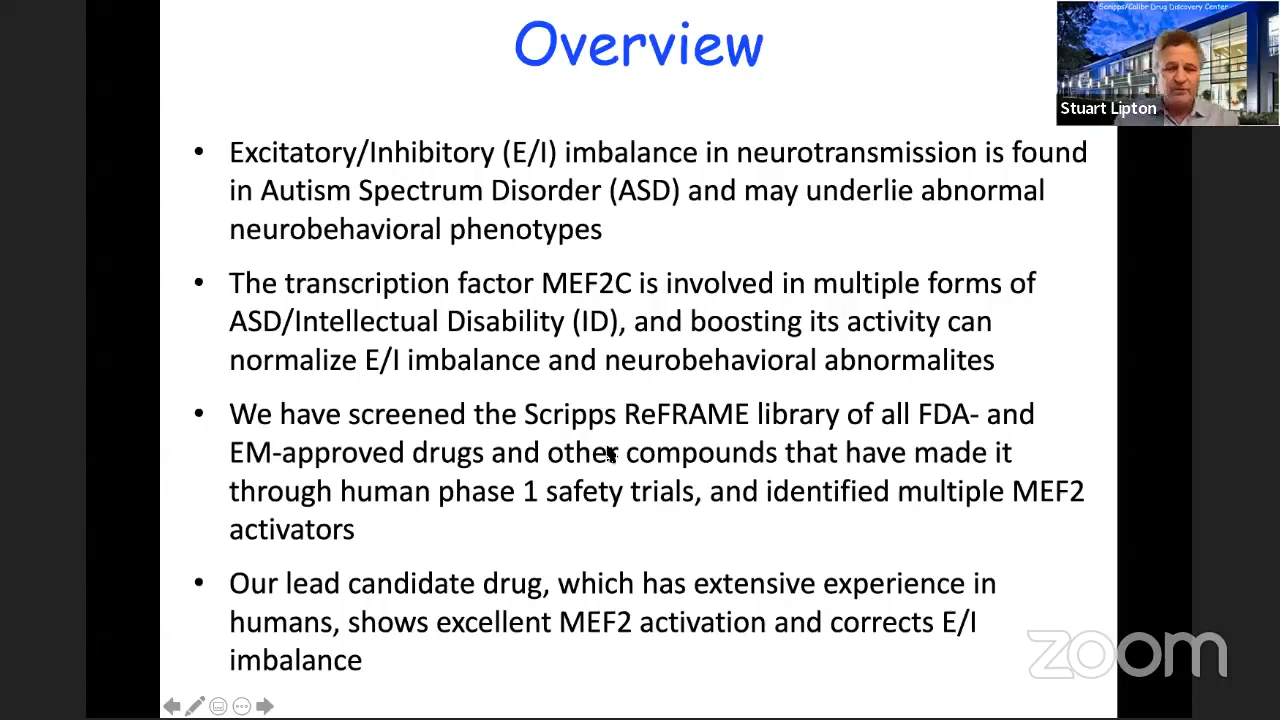 Overview
Scripps/Calibr Drug Discovery Center
Stuart Lipton
• Excitatory/Inhibitory (E/I) imbalance in neurotransmission is found
in Autism Spectrum Disorder (ASD) and may underlie abnormal
neurobehavioral phenotypes
• The transcription factor MEF2C is involved in multiple forms of
ASD/Intellectual Disability (ID), and boosting its activity can
normalize E/I imbalance and neurobehavioral abnormalites
• We have screened the Scripps ReFRAME library of all FDA- and
EM-approved drugs and other compounds that have made it
through human phase 1 safety trials, and identified multiple MEF2
activators
• Our lead candidate drug, which has extensive experience in
humans, shows excellent MEF2 activation and corrects E/I
imbalance
zoom